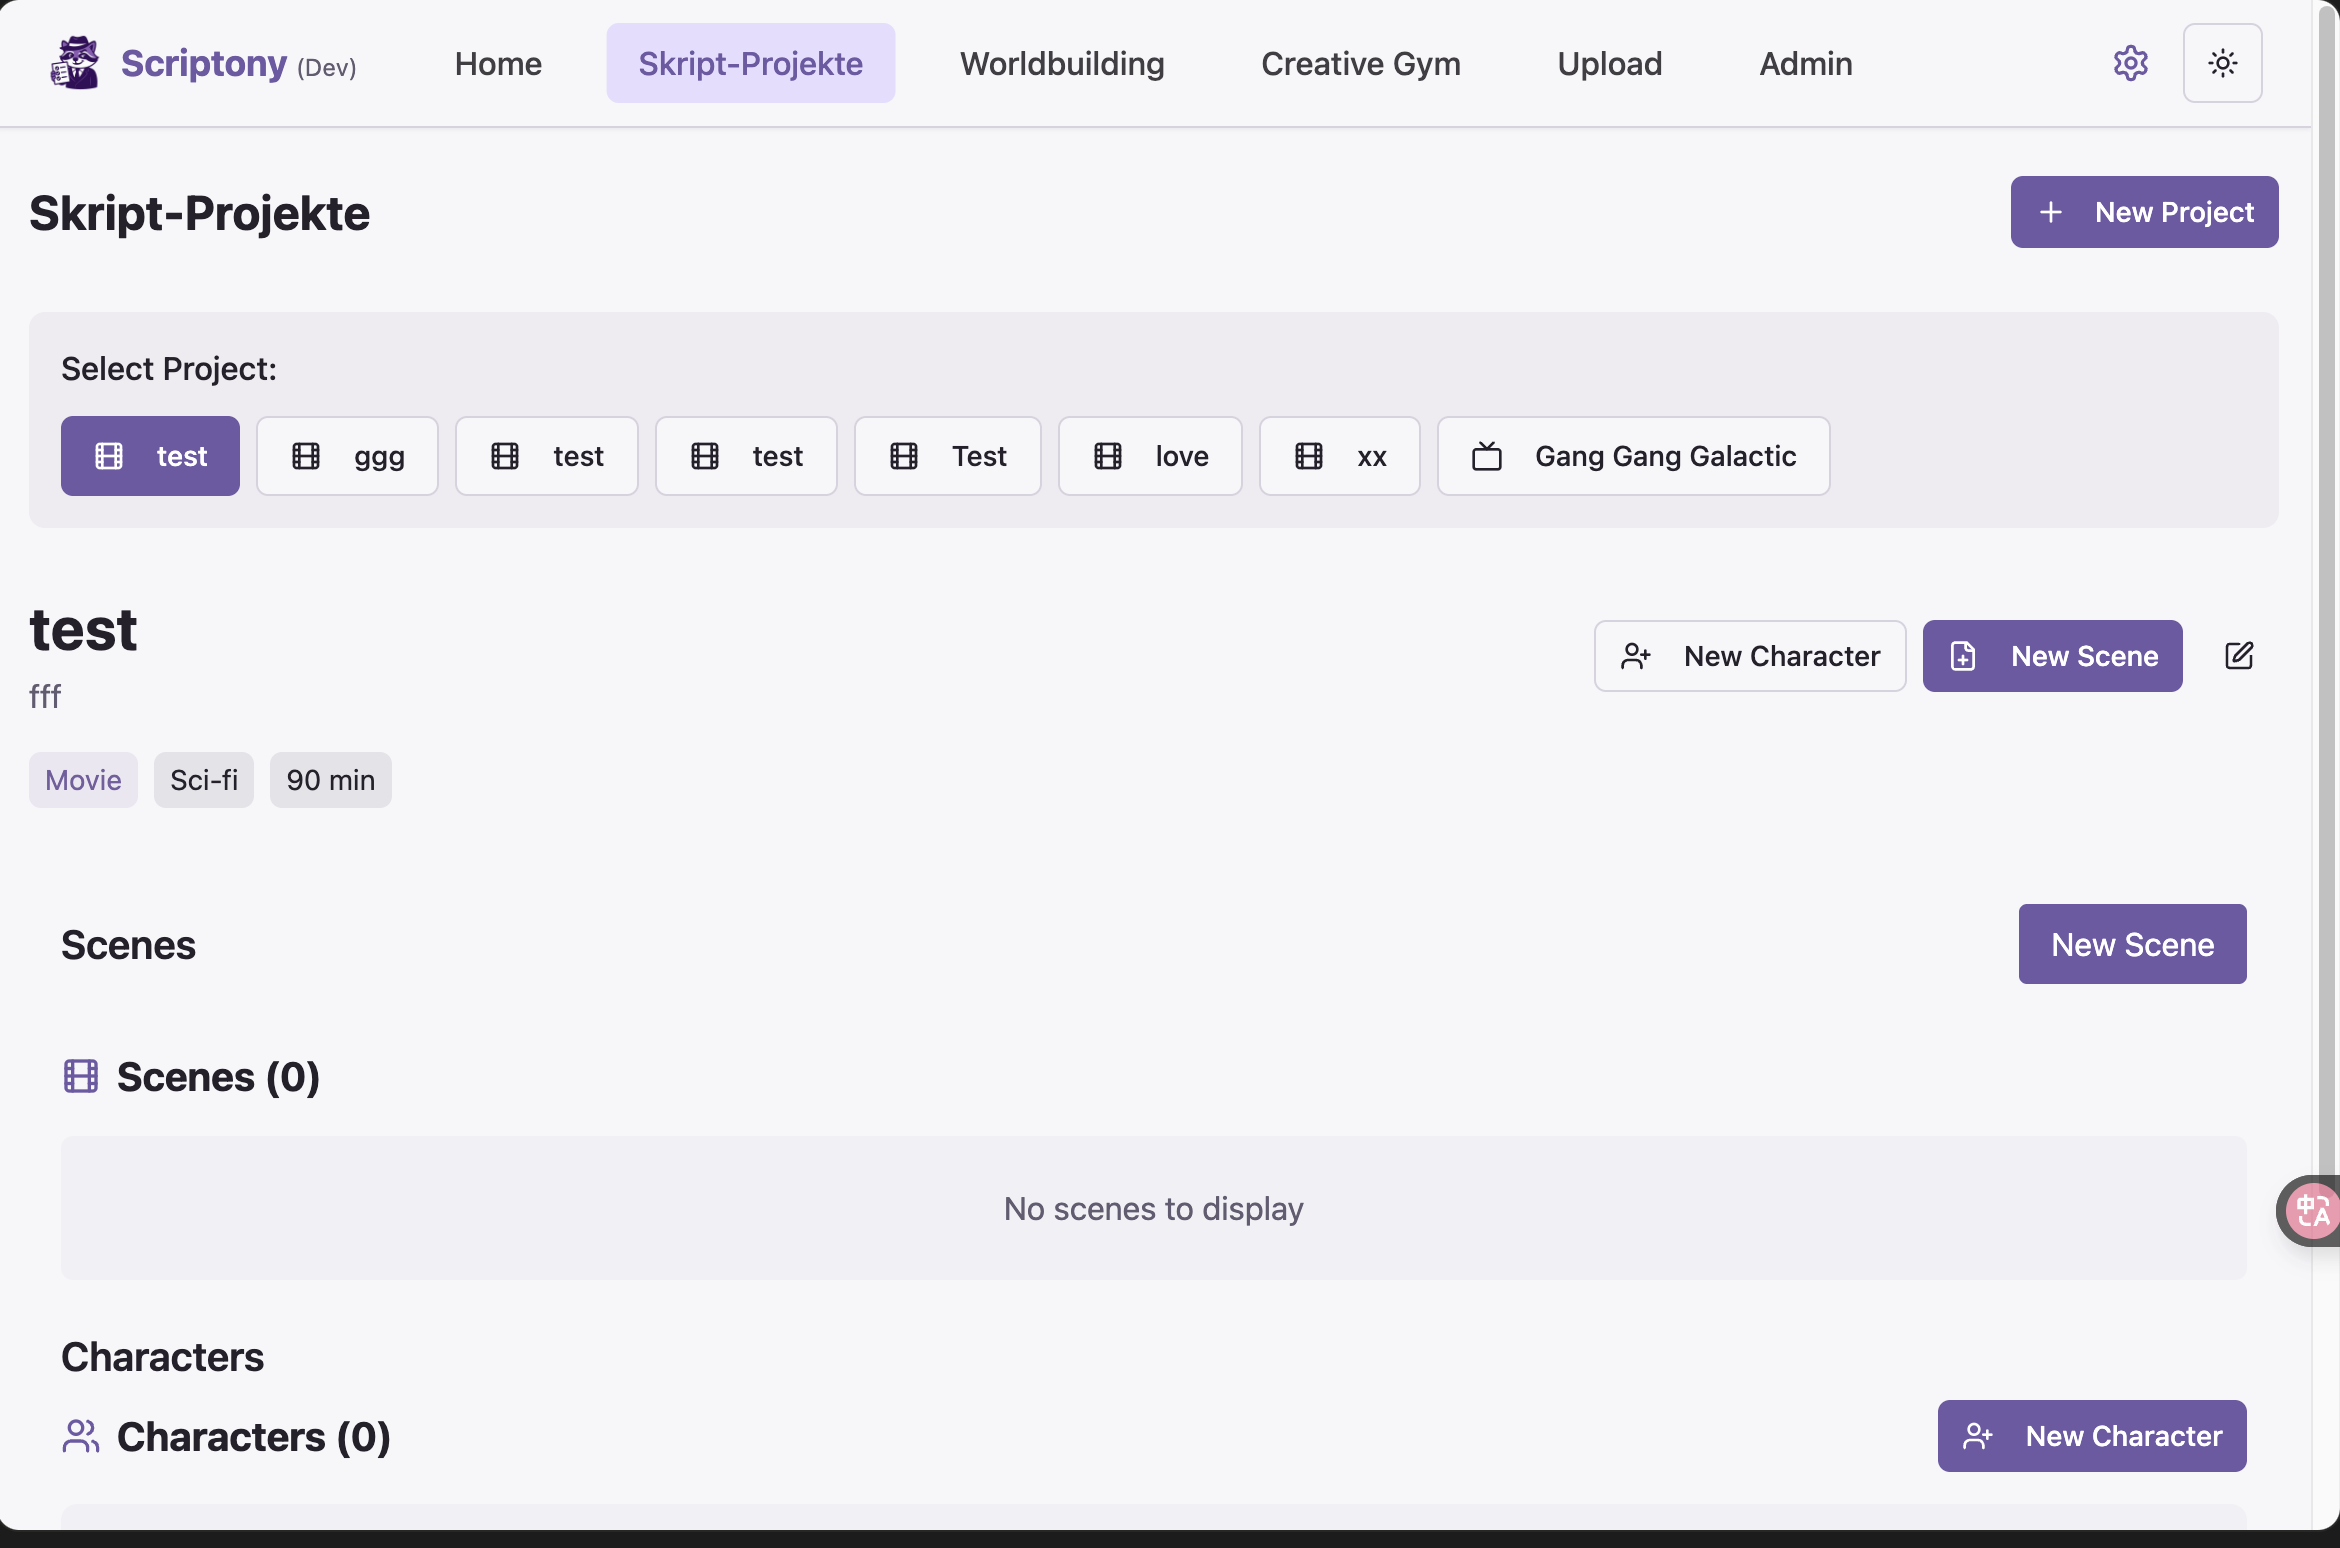 Scriptony (Dev) Home Skript-Projekte Worldbuilding Creative Gym Upload Admin
Skript-Projekte
New Project
Select Project:
test ggg test test Test love xx Gang Gang Galactic
test
New Character New Scene
fff
Movie Sci-fi 90 min
Scenes
New Scene
Scenes (0)
No scenes to display
Characters
Characters (0)
New Character
中A